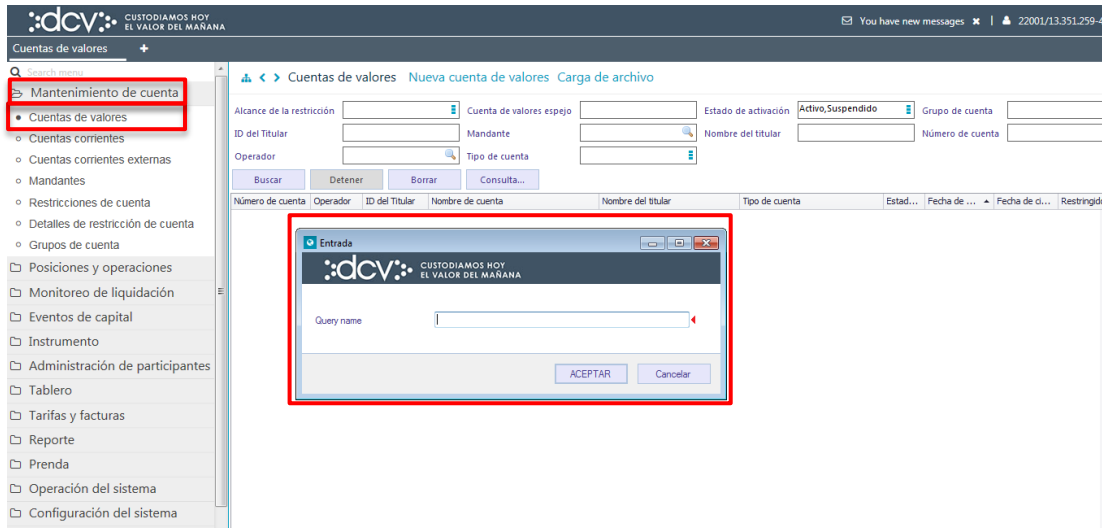 :dcv: CUSTODIAMOS HOY
EL VALOR DEL MAÑANA
You have new messages × | 22001/13.351.259-4
Cuentas de valores +
Search menu
Mantenimiento de cuenta
Cuentas de valores
Cuentas corrientes
Cuentas corrientes externas
Mandantes
Restricciones de cuenta
Detalles de restricción de cuenta
Grupos de cuenta
Posiciones y operaciones
Monitoreo de liquidación
Eventos de capital
Instrumento
Administración de participantes
Tablero
Tarifas y facturas
Reporte
Prenda
Operación del sistema
Configuración del sistema
< > Cuentas de valores Nueva cuenta de valores Carga de archivo
Alcance de la restricción Cuenta de valores espejo Estado de activación Activo,Suspendido Grupo de cuenta
ID del Titular Mandante Nombre del titular Número de cuenta
Operador Tipo de cuenta
Buscar Detener Borrar Consulta...
Número de cuenta Operador ID del Titular Nombre de cuenta Nombre del titular Tipo de cuenta Estad... Fecha de ... Fecha de ci... Restringido
Entrada
:dcv: CUSTODIAMOS HOY
EL VALOR DEL MAÑANA
Query name
ACEPTAR Cancelar